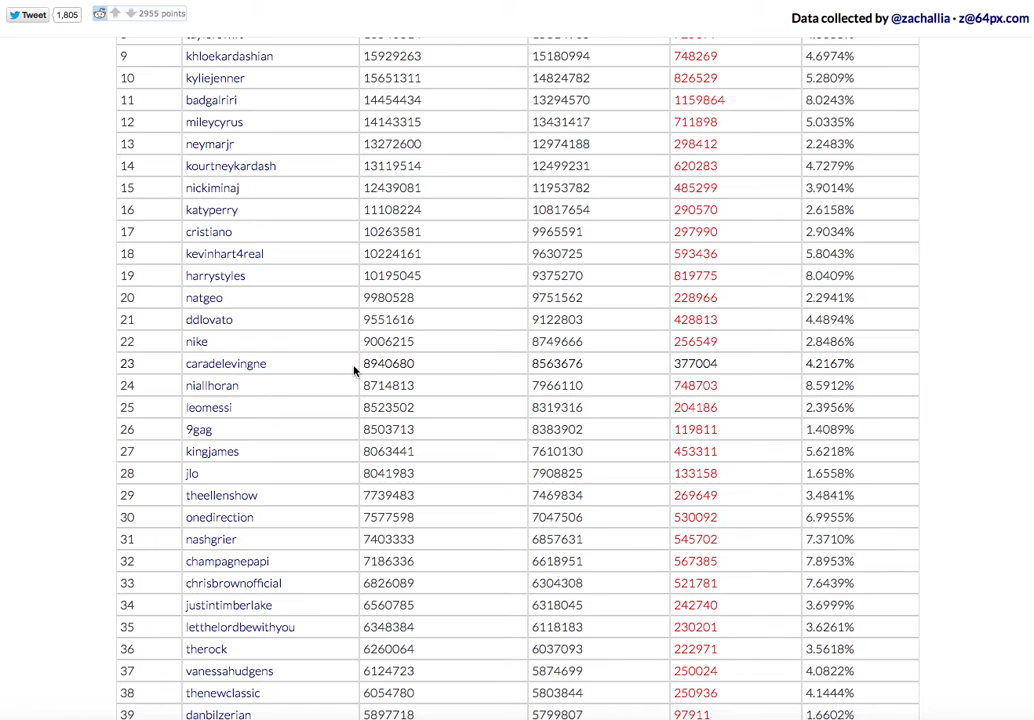 Tweet 1,805 2955 points
Data collected by @zachallia · z@64px.com
9 khloekardashian 15929263 15180994 748269 4.6974%
10 kyliejenner 15651311 14824782 826529 5.2809%
11 badgalriri 14454434 13294570 1159864 8.0243%
12 mileycyrus 14143315 13431417 711898 5.0335%
13 neymarjr 13272600 12974188 298412 2.2483%
14 kourtneykardash 13119514 12499231 620283 4.7279%
15 nickiminaj 12439081 11953782 485299 3.9014%
16 katyperry 11108224 10817654 290570 2.6158%
17 cristiano 10263581 9965591 297990 2.9034%
18 kevinhart4real 10224161 9630725 593436 5.8043%
19 harrystyles 10195045 9375270 819775 8.0409%
20 natgeo 9980528 9751562 228966 2.2941%
21 ddlovato 9551616 9122803 428813 4.4894%
22 nike 9006215 8749666 256549 2.8486%
23 caradelevingne 8940680 8563676 377004 4.2167%
24 niallhoran 8714813 7966110 748703 8.5912%
25 leomessi 8523502 8319316 204186 2.3956%
26 9gag 8503713 8383902 119811 1.4089%
27 kingjames 8063441 7610130 453311 5.6218%
28 jlo 8041983 7908825 133158 1.6558%
29 theellenshow 7739483 7469834 269649 3.4841%
30 onedirection 7577598 7047506 530092 6.9955%
31 nashgrier 7403333 6857631 545702 7.3710%
32 champagnepapi 7186336 6618951 567385 7.8953%
33 chrisbrownofficial 6826089 6304308 521781 7.6439%
34 justintimberlake 6560785 6318045 242740 3.6999%
35 letthelordbewithyou 6348384 6118183 230201 3.6261%
36 therock 6260064 6037093 222971 3.5618%
37 vanessahudgens 6124723 5874699 250024 4.0822%
38 thenewclassic 6054780 5803844 250936 4.1444%
39 danbilzerian 5897718 5799807 97911 1.6602%